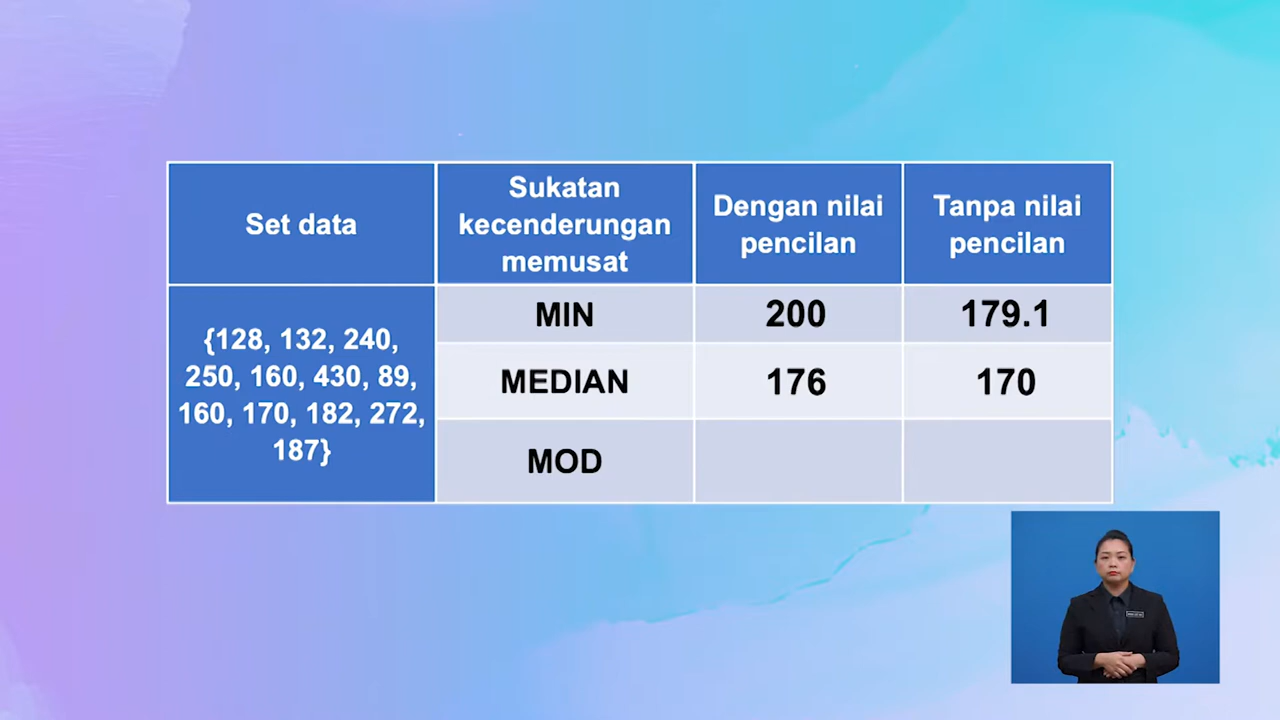 Set data
Sukatan
kecenderungan
memusat
Dengan nilai
pencilan
Tanpa nilai
pencilan
{128, 132, 240,
250, 160, 430, 89,
160, 170, 182, 272,
187}
MIN
200
179.1
MEDIAN
176
170
MOD